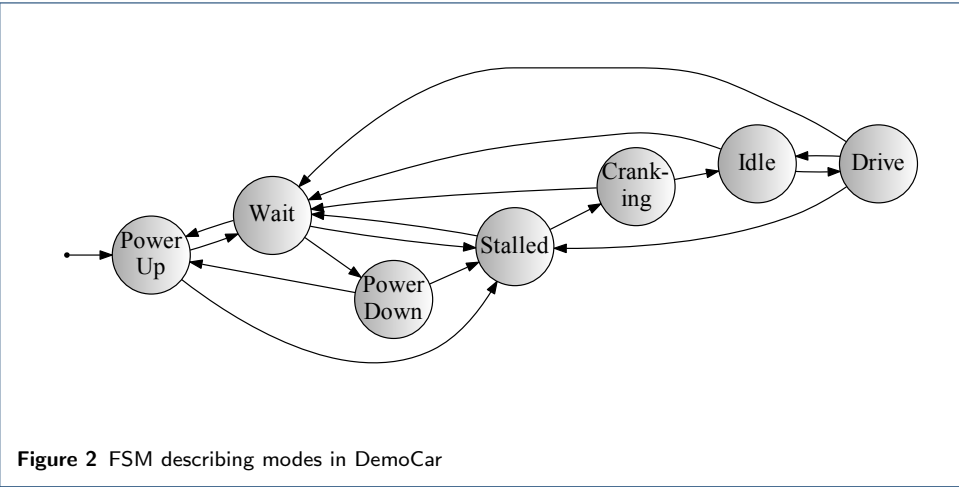 Power
Up
Wait
Power
Down
Stalled
Crank-
ing
Idle
Drive
Figure 2 FSM describing modes in DemoCar